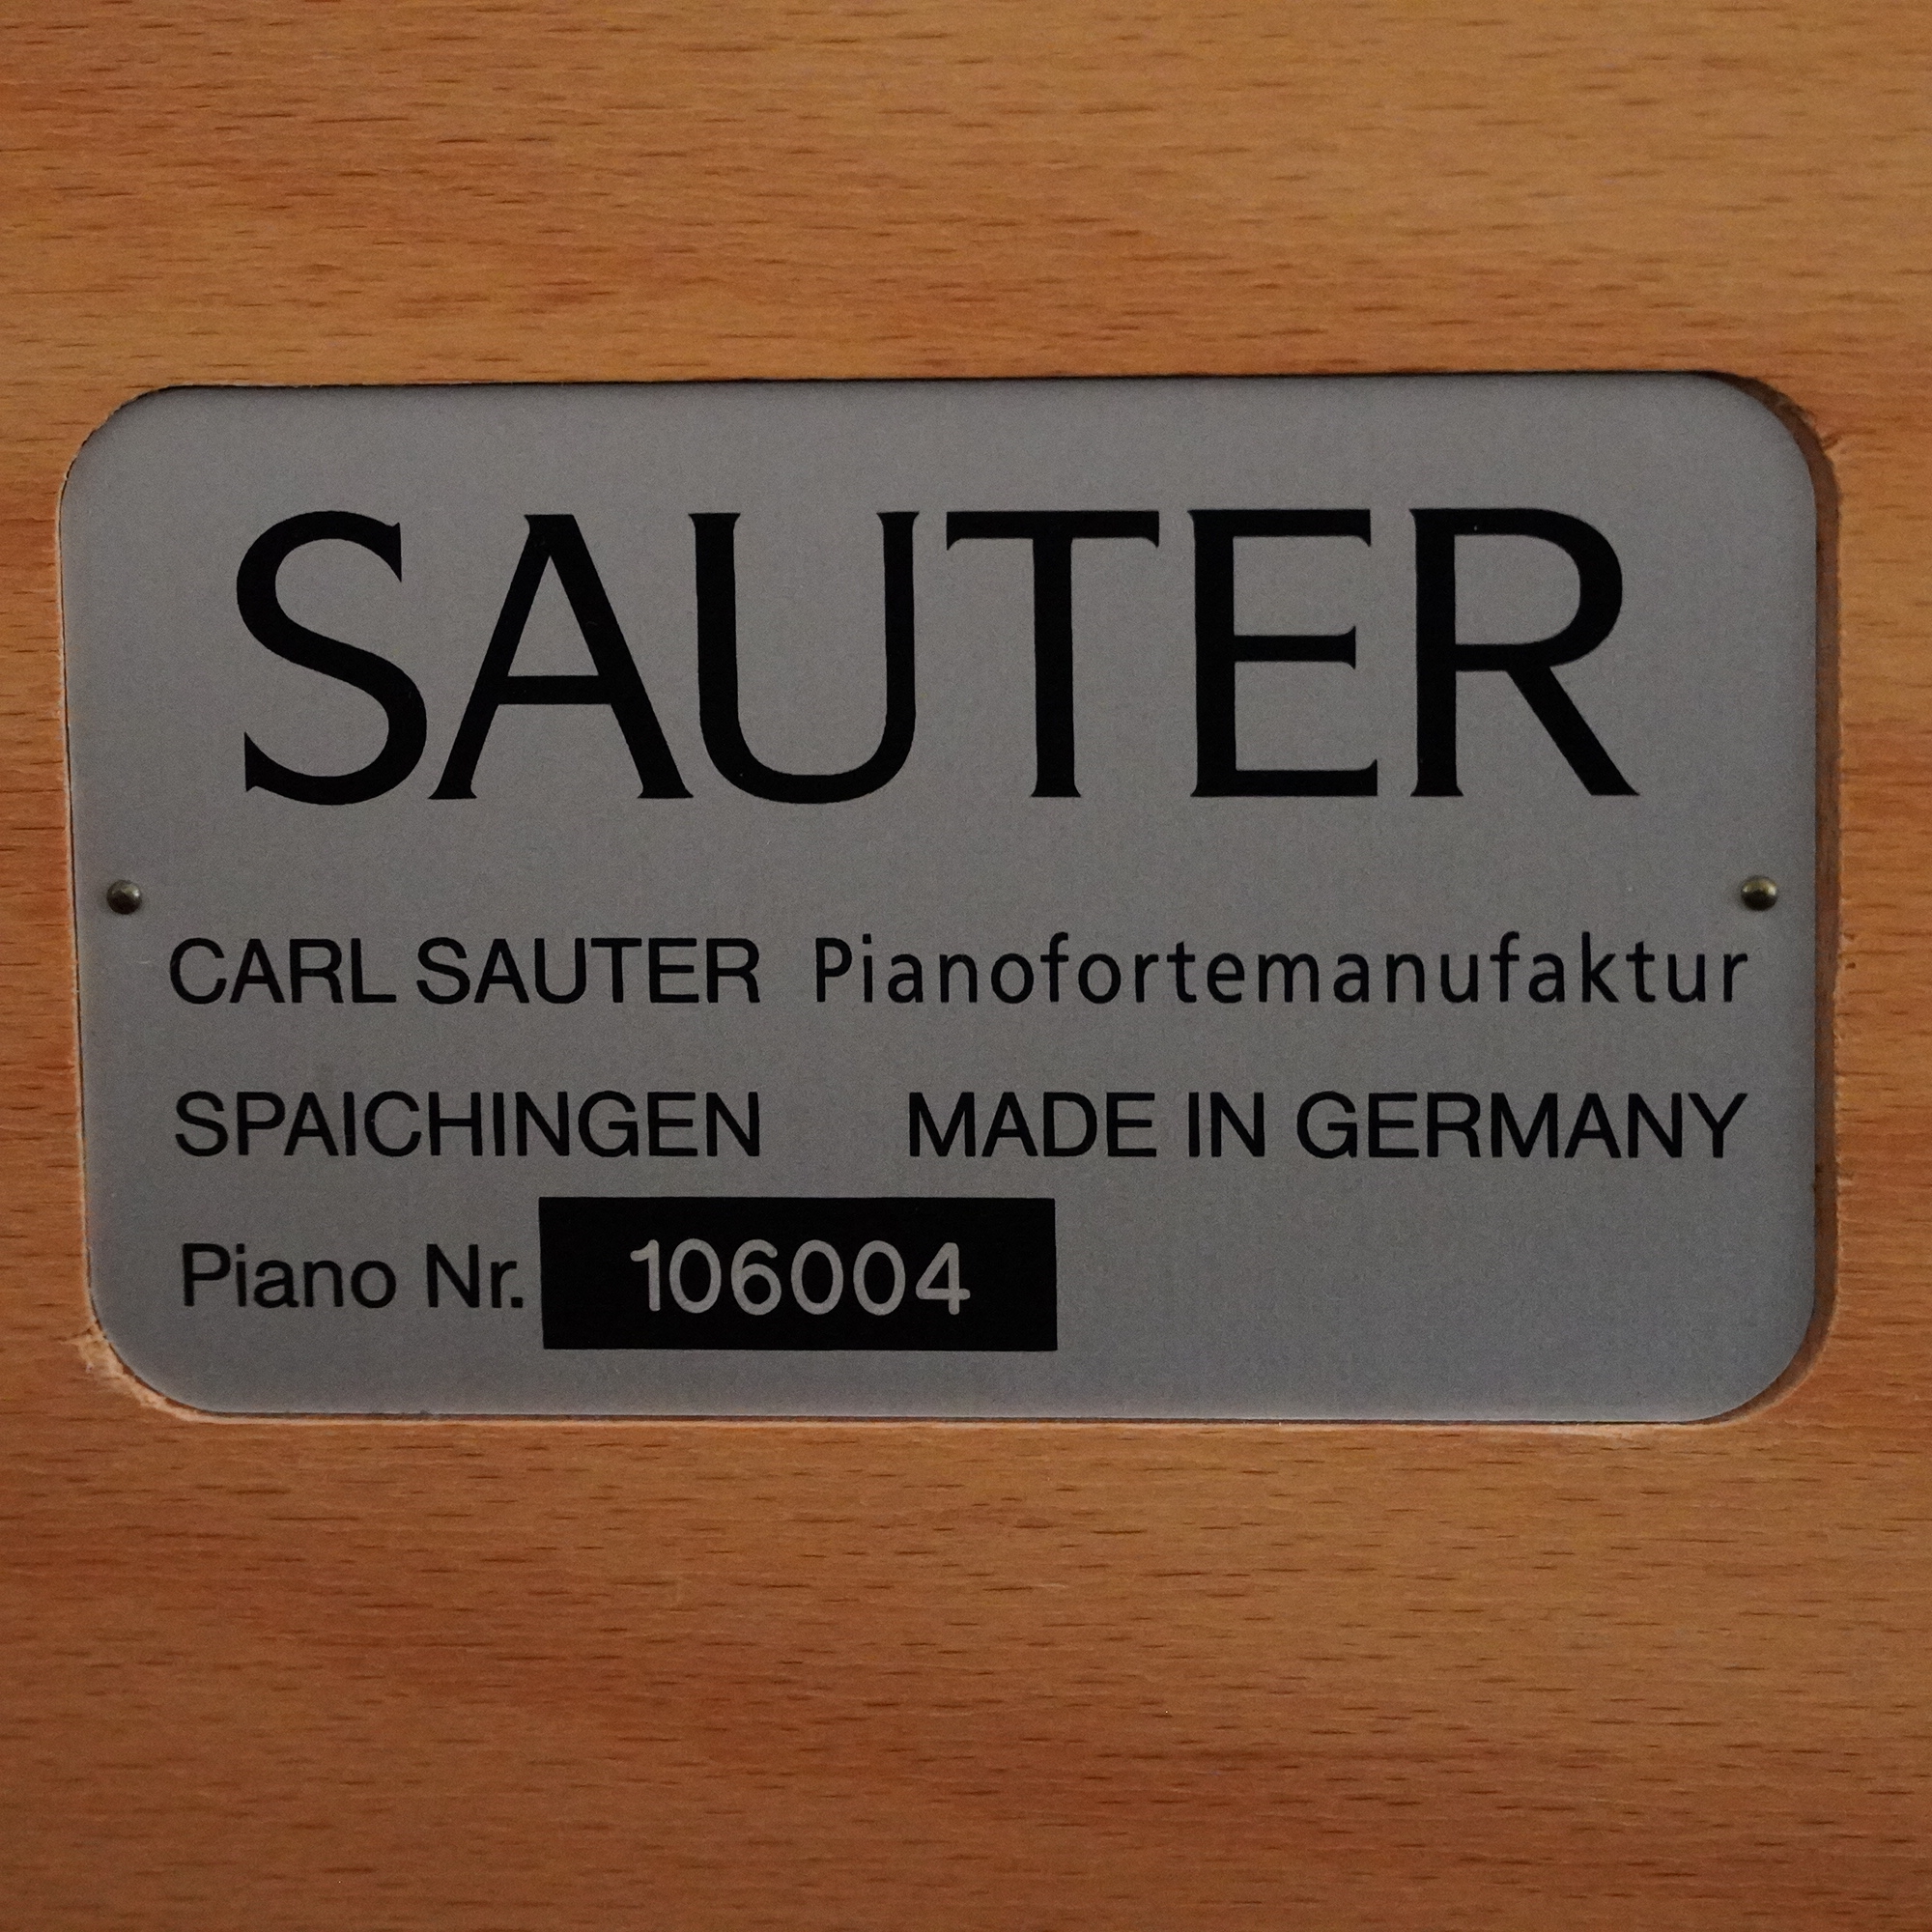 SAUTER
CARL SAUTER Pianofortemanufaktur
SPAICHINGEN MADE IN GERMANY
Piano Nr. 106004